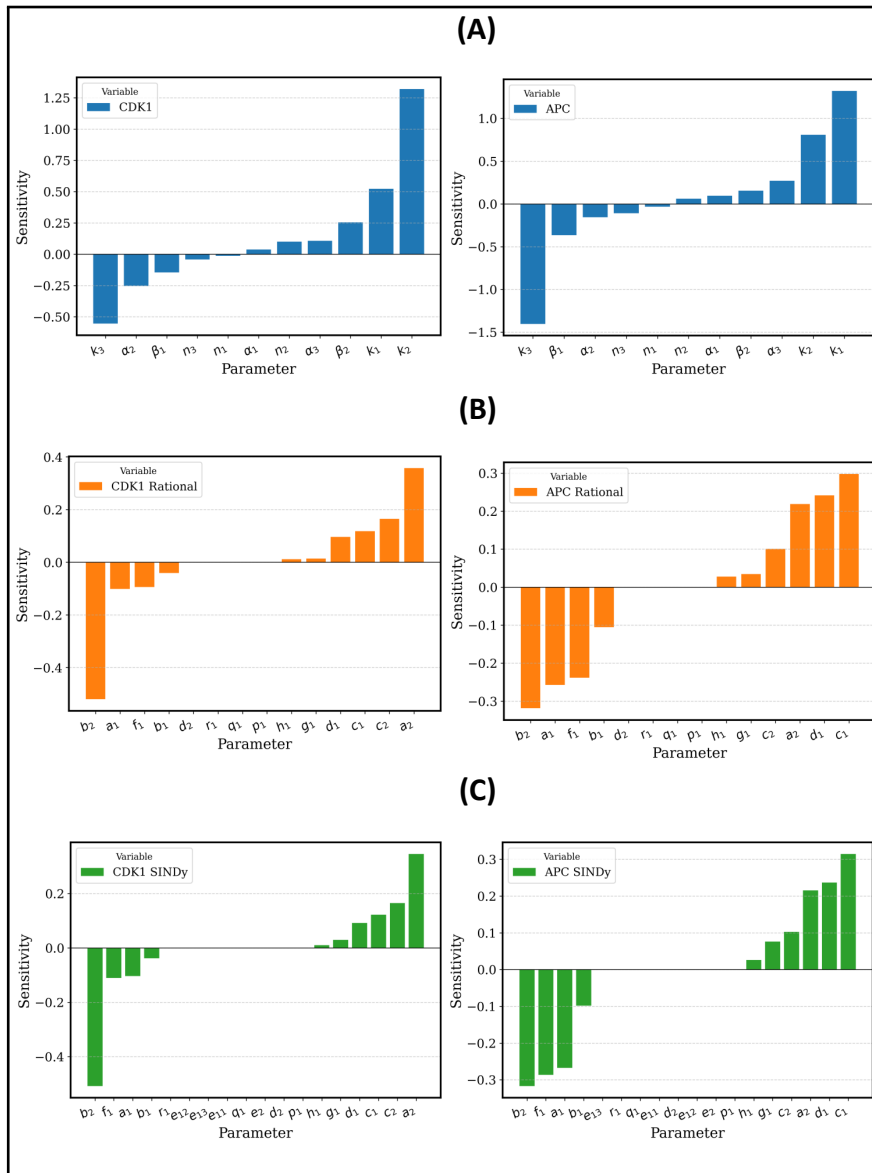 (A)
Variable
CDK1
1.25
1.00
0.75
0.50
0.25
0.00
−0.25
−0.50
Sensitivity
k₃ α₂ β₁ n₃ n₁ α₁ n₂ α₃ β₂ k₁ k₂
Parameter
Variable
APC
1.0
0.5
0.0
−0.5
−1.0
−1.5
Sensitivity
k₃ β₁ α₂ n₃ n₁ n₂ α₁ β₂ α₃ k₂ k₁
Parameter
(B)
Variable
CDK1 Rational
0.4
0.2
0.0
−0.2
−0.4
Sensitivity
b₂ a₁ f₁ b₁ d₂ r₁ q₁ p₁ h₁ g₁ d₁ c₁ c₂ a₂
Parameter
Variable
APC Rational
0.3
0.2
0.1
0.0
−0.1
−0.2
−0.3
Sensitivity
b₂ a₁ f₁ b₁ d₂ r₁ q₁ p₁ h₁ g₁ c₂ a₂ d₁ c₁
Parameter
(C)
Variable
CDK1 SINDy
0.2
0.0
−0.2
−0.4
Sensitivity
b₂ f₁ a₁ b₁ r₁ e₁₂ e₁₃ e₁₁ q₁ e₂ d₂ p₁ h₁ g₁ d₁ c₁ c₂ a₂
Parameter
Variable
APC SINDy
0.3
0.2
0.1
0.0
−0.1
−0.2
−0.3
Sensitivity
b₂ f₁ a₁ b₁ e₁₃ r₁ q₁ e₁₁ d₂ e₁₂ e₂ p₁ h₁ g₁ c₂ a₂ d₁ c₁
Parameter